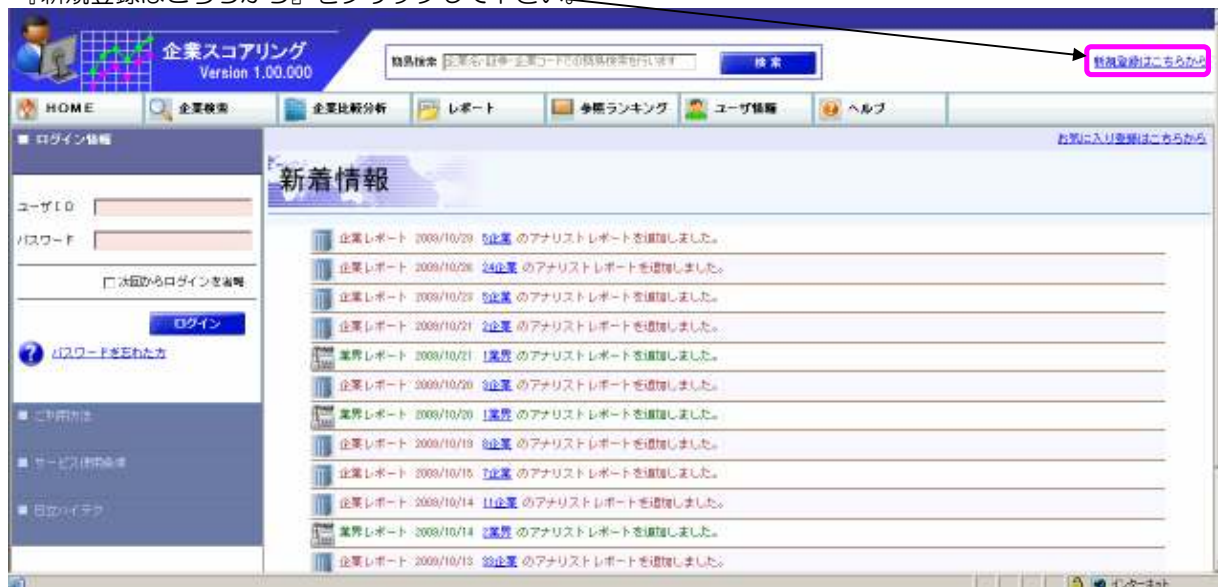 『新規登録はこちらから』をクリックして下さい。
企業スコアリング
Version 1.00.000
簡易検索
検索
新規登録はこちらから
HOME 企業検索 企業比較分析 レポート 参照ランキング ユーザ情報 ヘルプ
ログイン情報
お気に入り登録はこちらから
新着情報
ユーザID
パスワード
次回からログインを省略
ログイン
パスワードを忘れた方
ご利用方法
サービス使用条件
日立ハイテク
企業レポート 2009/10/29 5企業 のアナリストレポートを追加しました。
企業レポート 2009/10/26 24企業 のアナリストレポートを追加しました。
企業レポート 2009/10/23 5企業 のアナリストレポートを追加しました。
企業レポート 2009/10/21 2企業 のアナリストレポートを追加しました。
業界レポート 2009/10/21 1業界 のアナリストレポートを追加しました。
企業レポート 2009/10/20 3企業 のアナリストレポートを追加しました。
業界レポート 2009/10/20 1業界 のアナリストレポートを追加しました。
企業レポート 2009/10/19 8企業 のアナリストレポートを追加しました。
企業レポート 2009/10/15 7企業 のアナリストレポートを追加しました。
企業レポート 2009/10/14 11企業 のアナリストレポートを追加しました。
業界レポート 2009/10/14 2業界 のアナリストレポートを追加しました。
企業レポート 2009/10/13 33企業 のアナリストレポートを追加しました。
インターネット